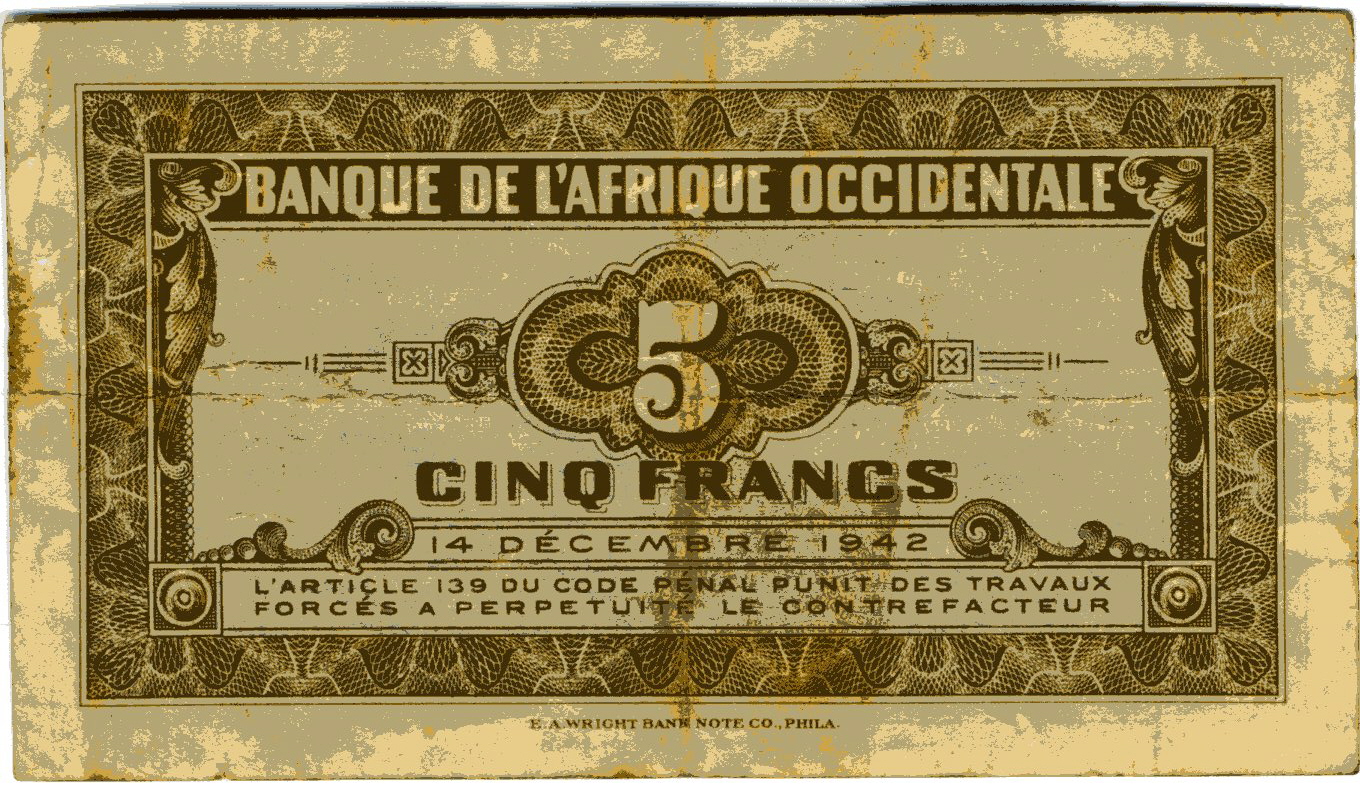 BANQUE DE L'AFRIQUE OCCIDENTALE
5
CINQ FRANCS
14 DÉCEMBRE 1942
L'ARTICLE 139 DU CODE PÉNAL PUNIT DES TRAVAUX
FORCÉS A PERPETUITÉ LE CONTREFACTEUR
E. A. WRIGHT BANK NOTE CO., PHILA.